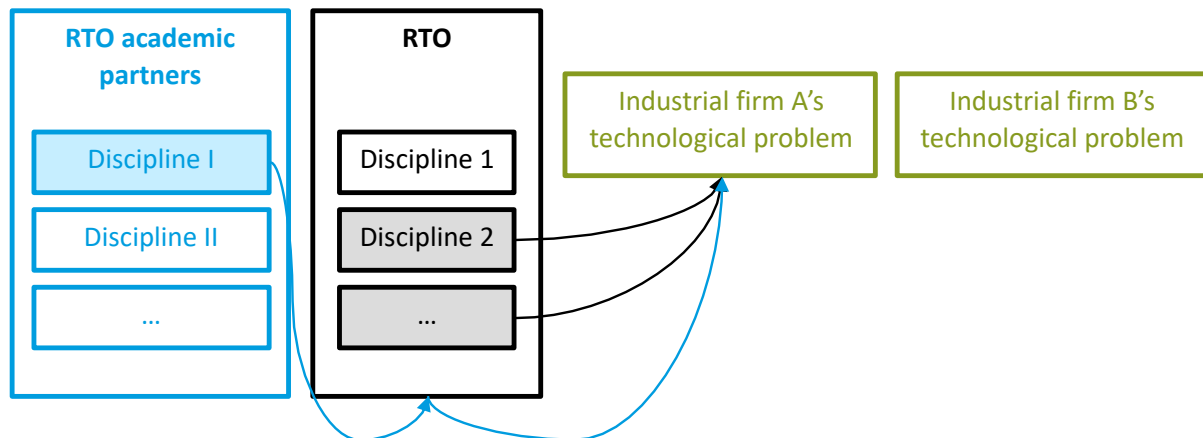 RTO academic
partners
Discipline I
Discipline II
...
RTO
Discipline 1
Discipline 2
...
Industrial firm A’s
technological problem
Industrial firm B’s
technological problem